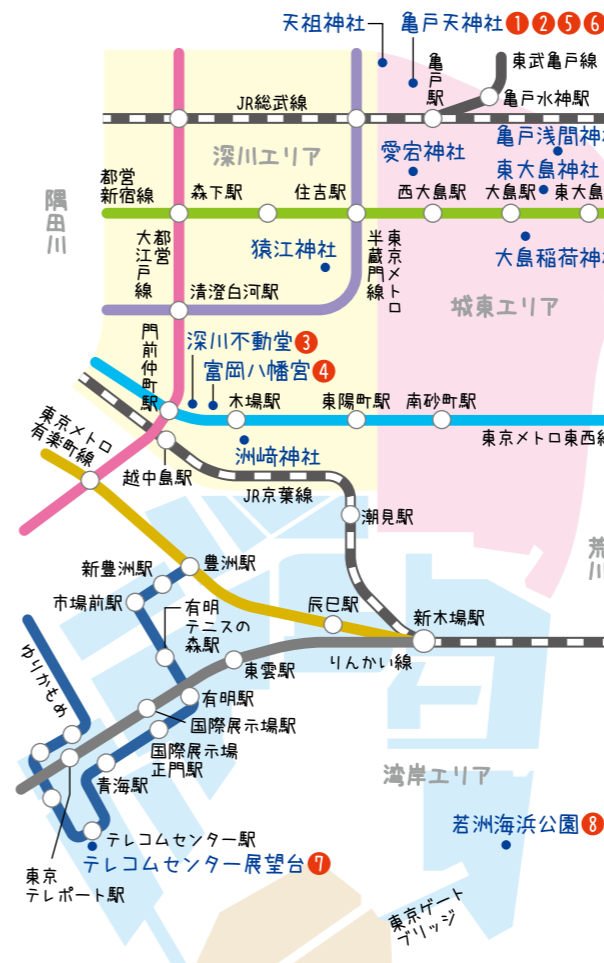 天祖神社
亀戸天神社 1 2 5 6
東武亀戸線
亀戸駅
亀戸水神駅
JR総武線
亀戸浅間神社
深川エリア
愛宕神社
東大島神社
都営
新宿線
森下駅
住吉駅
西大島駅
大島駅
東大島
隅田川
都営
大江戸線
猿江神社
東京メトロ
半蔵門線
大島稲荷神
清澄白河駅
城東エリア
門前仲町駅
深川不動堂 3
富岡八幡宮 4
木場駅
東陽町駅
南砂町駅
東京メトロ東西線
東京メトロ
有楽町線
越中島駅
洲崎神社
JR京葉線
潮見駅
荒川
新豊洲駅
豊洲駅
市場前駅
有明
テニスの
森駅
辰巳駅
新木場駅
りんかい線
東雲駅
ゆりかもめ
有明駅
国際展示場駅
国際展示場
正門駅
青海駅
湾岸エリア
若洲海浜公園 8
テレコムセンター駅
テレコムセンター展望台 7
東京
テレポート駅
東京ゲート
ブリッジ